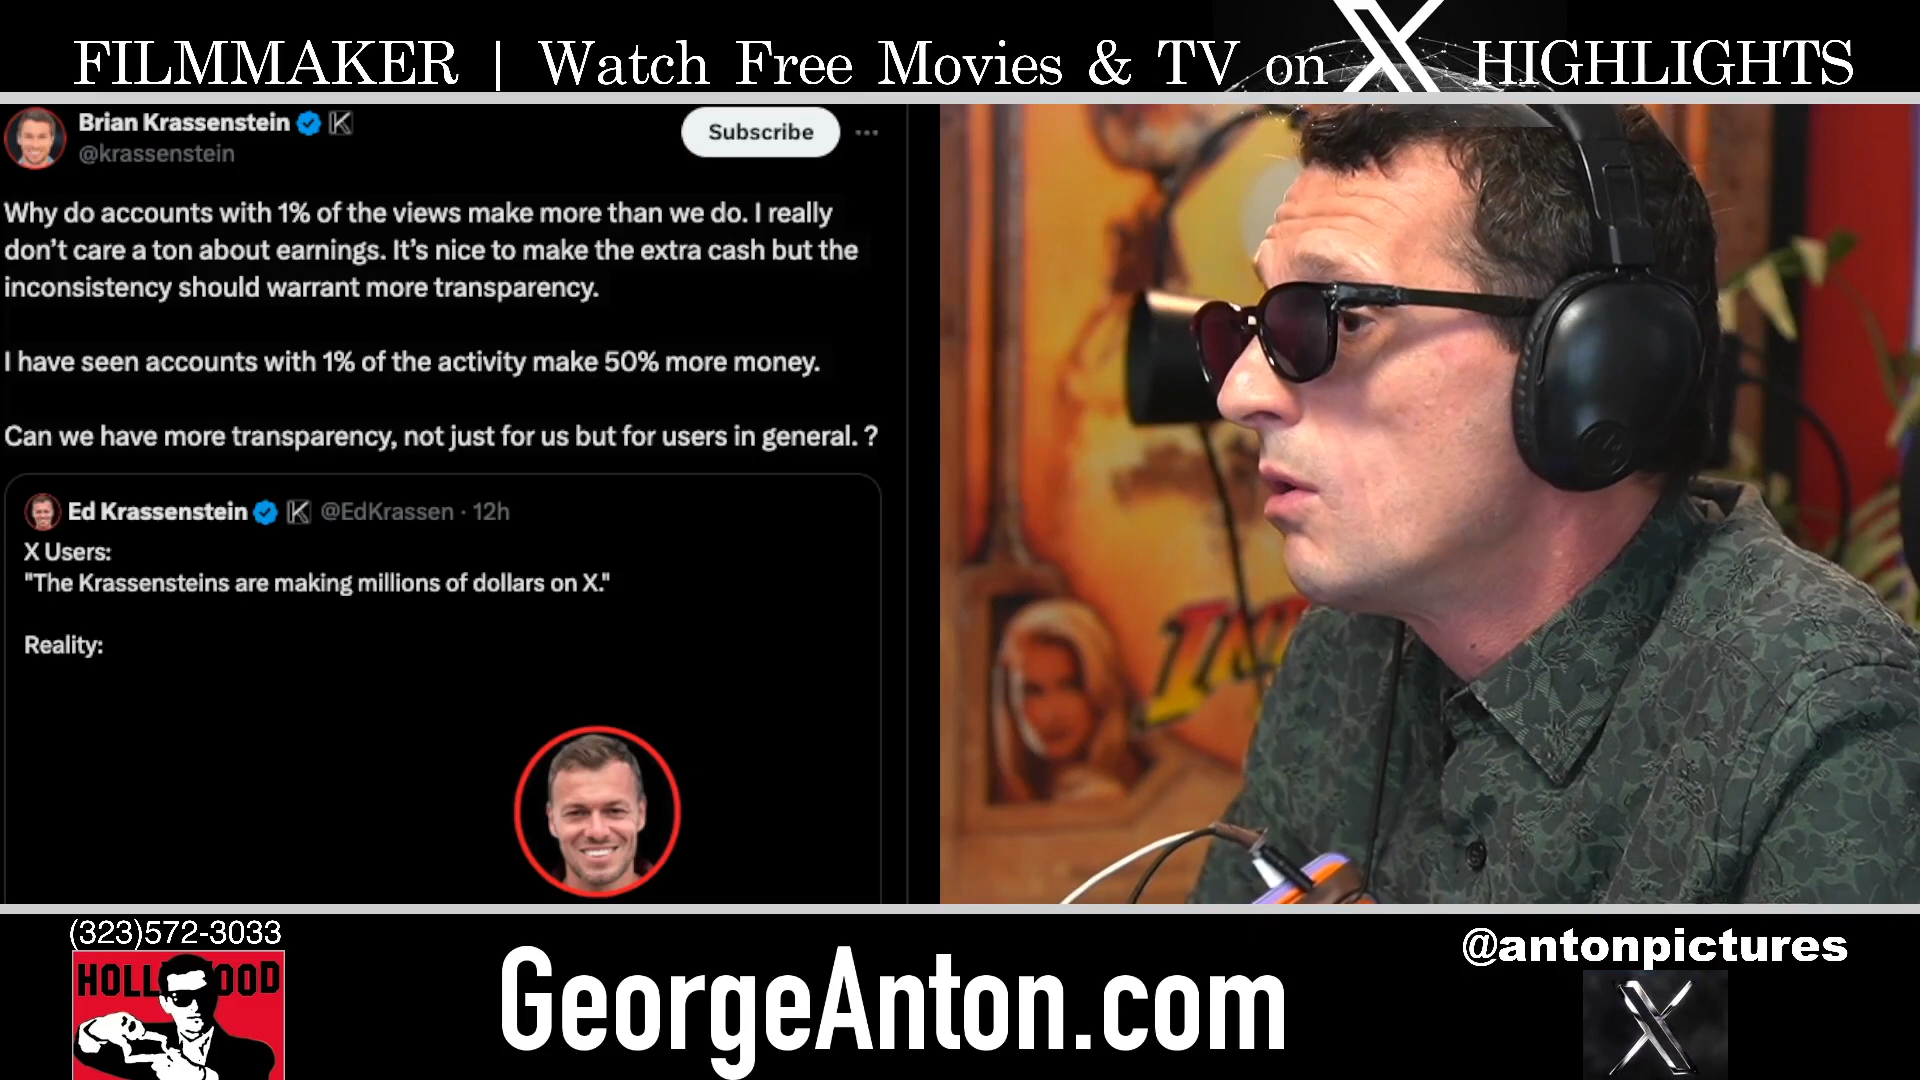 FILMMAKER | Watch Free Movies & TV on X HIGHLIGHTS
Brian Krassenstein
@krassenstein
Subscribe
Why do accounts with 1% of the views make more than we do. I really
don’t care a ton about earnings. It’s nice to make the extra cash but the
inconsistency should warrant more transparency.
I have seen accounts with 1% of the activity make 50% more money.
Can we have more transparency, not just for us but for users in general. ?
Ed Krassenstein @EdKrassen · 12h
X Users:
"The Krassensteins are making millions of dollars on X."
Reality:
(323)572-3033
GeorgeAnton.com
@antonpictures
X